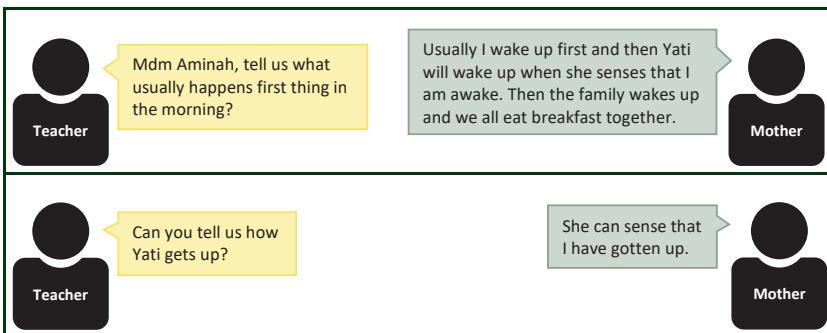 Mdm Aminah, tell us what
usually happens first thing in
the morning?
Teacher
Usually I wake up first and then Yati
will wake up when she senses that I
am awake. Then the family wakes up
and we all eat breakfast together.
Mother
Can you tell us how
Yati gets up?
Teacher
She can sense that
I have gotten up.
Mother